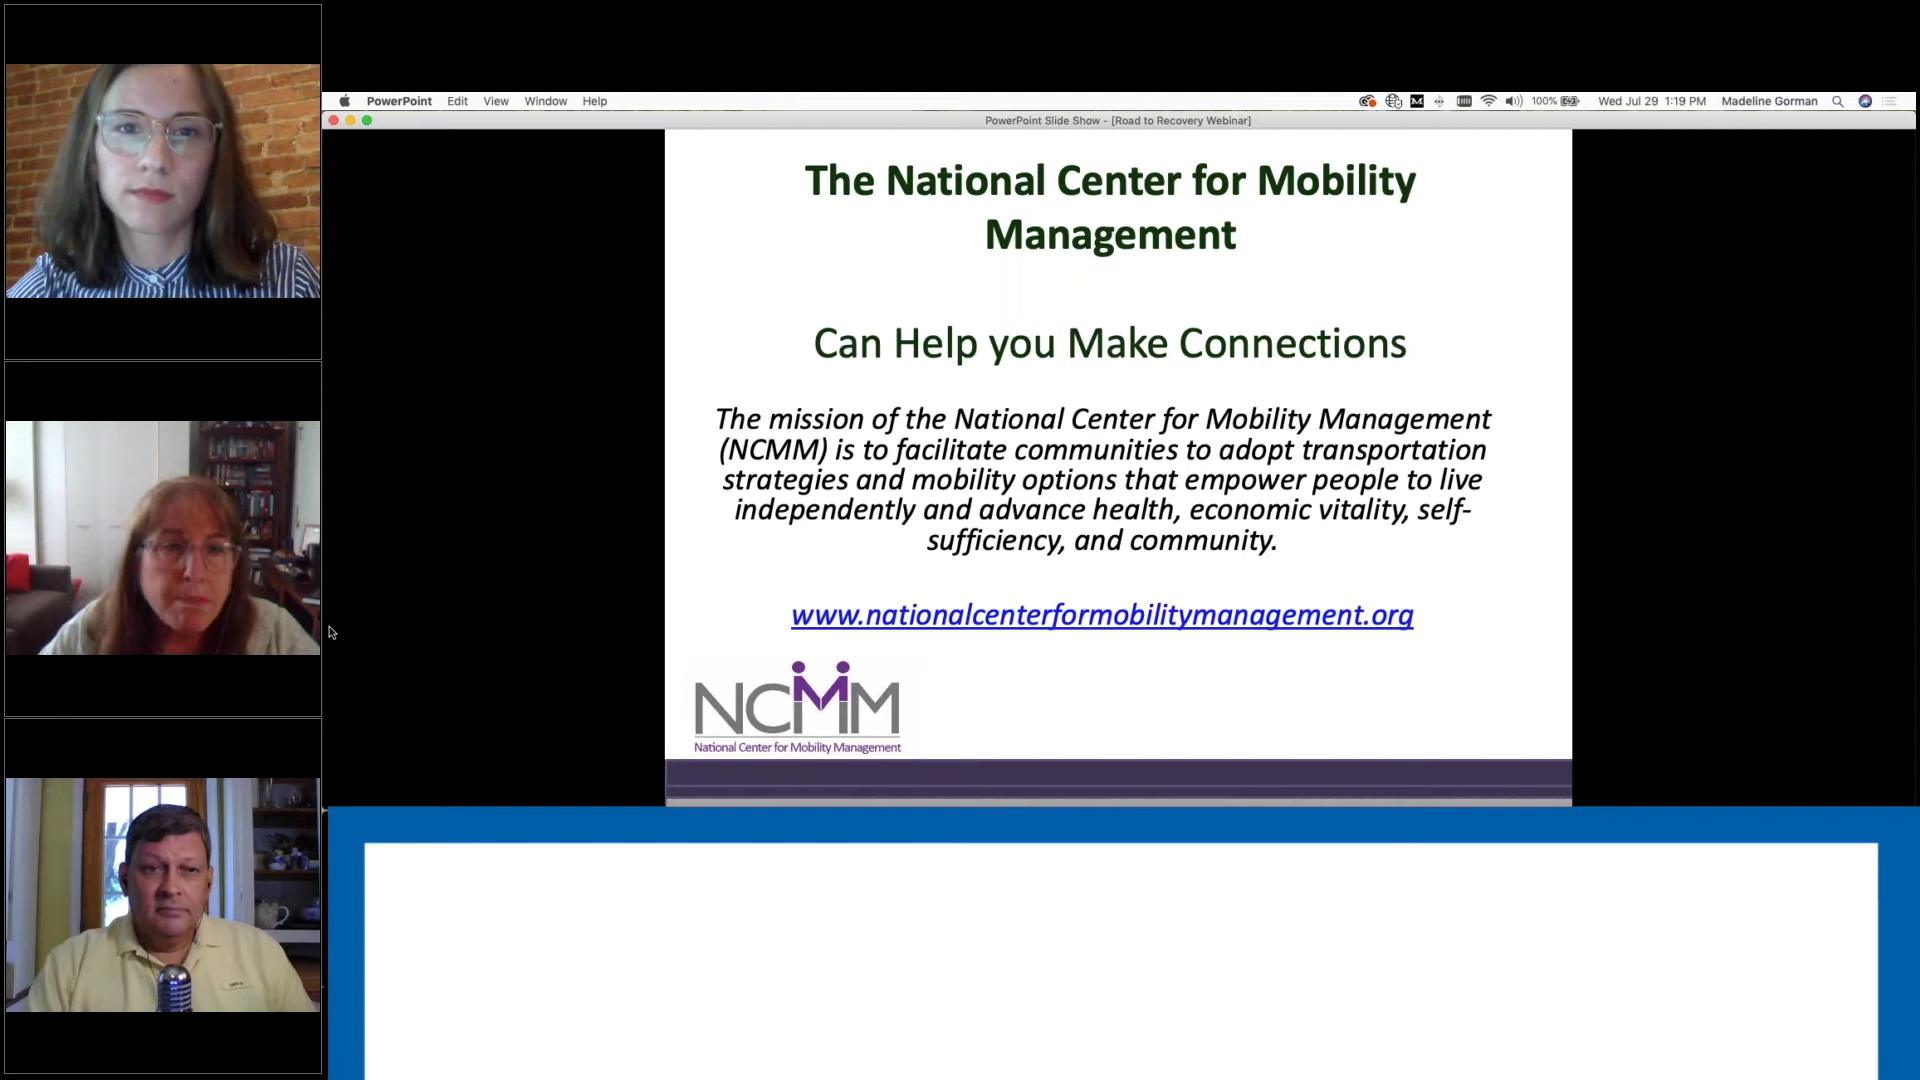 PowerPoint Edit View Window Help 100% Wed Jul 29 1:19 PM Madeline Gorman
PowerPoint Slide Show - [Road to Recovery Webinar]
The National Center for Mobility
Management
Can Help you Make Connections
The mission of the National Center for Mobility Management
(NCMM) is to facilitate communities to adopt transportation
strategies and mobility options that empower people to live
independently and advance health, economic vitality, self-
sufficiency, and community.
www.nationalcenterformobilitymanagement.org
NCMM
National Center for Mobility Management